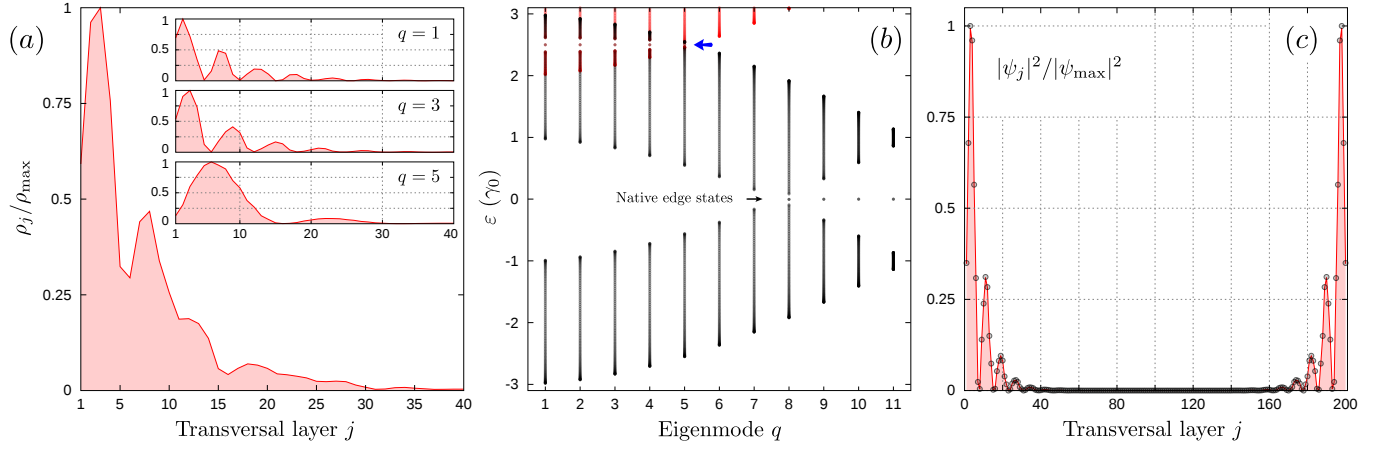 (a)
ρj/ρmax
1
0.75
0.5
0.25
0
1 5 10 15 20 25 30 35 40
Transversal layer j
q = 1
1
0.5
0
q = 3
1
0.5
0
q = 5
1
0.5
0
1 10 20 30 40
(b)
ε (γ0)
3
2
1
0
-1
-2
-3
Native edge states
1 2 3 4 5 6 7 8 9 10 11
Eigenmode q
(c)
|ψj|²/|ψmax|²
1
0.75
0.5
0.25
0
0 40 80 120 160 200
Transversal layer j